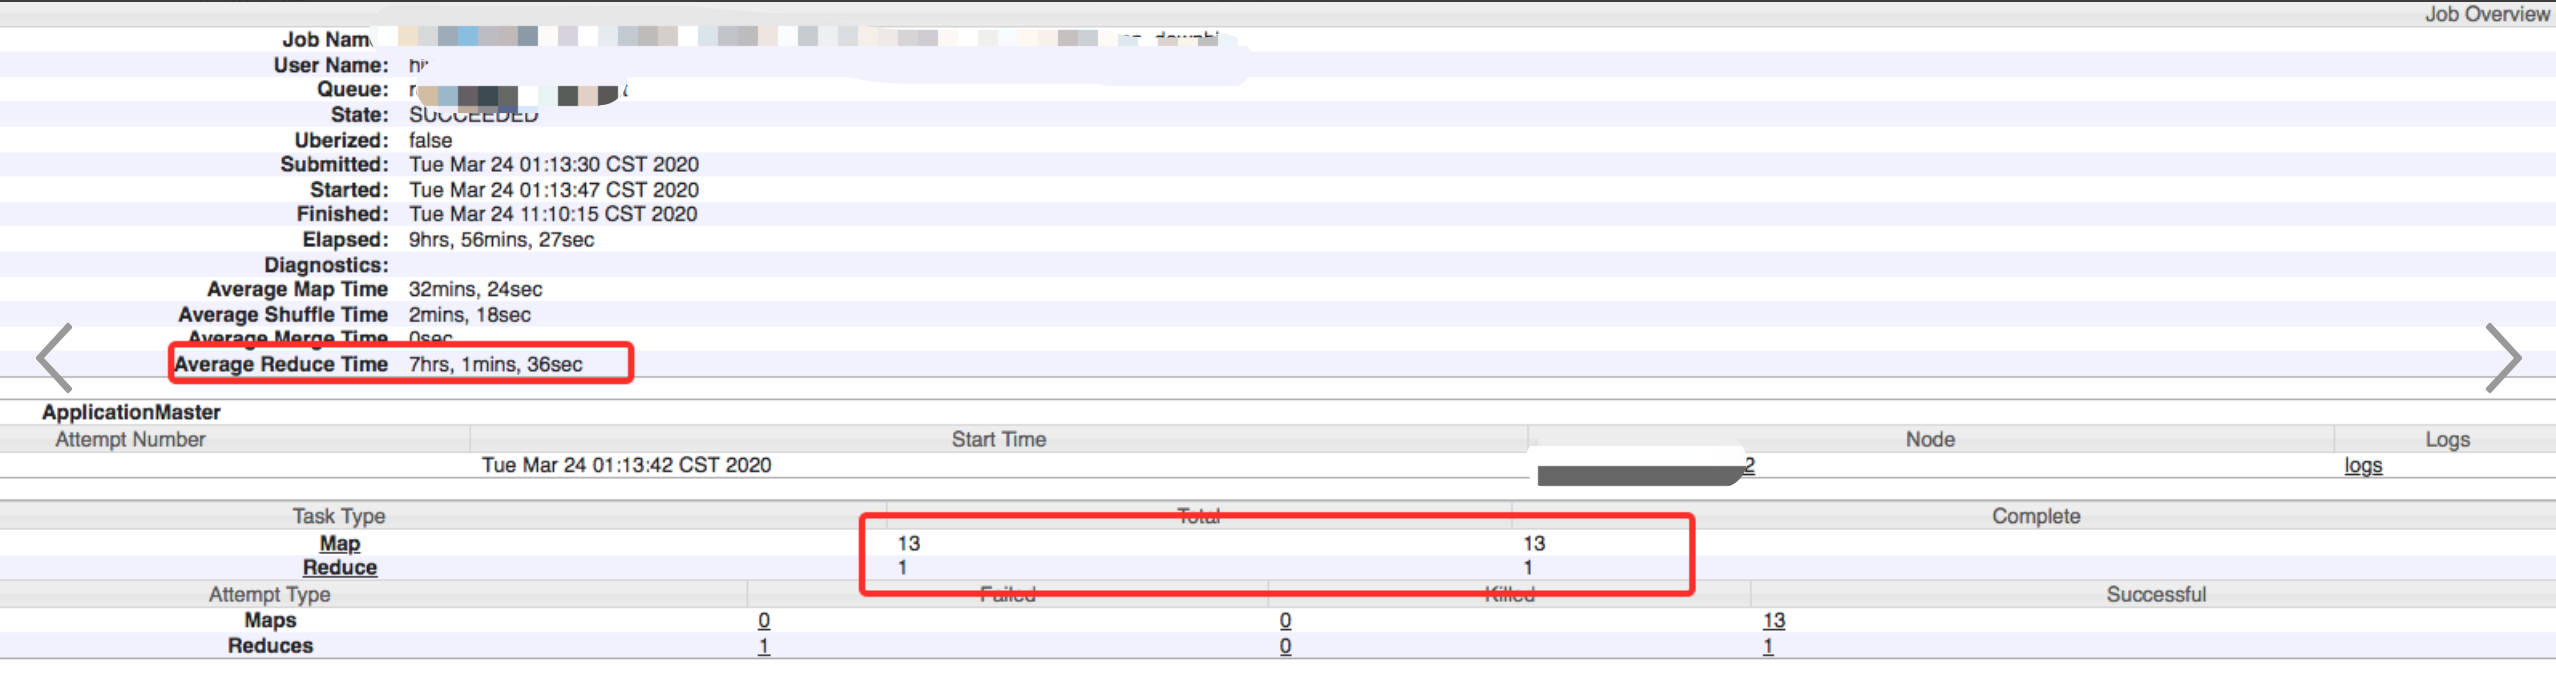 Job Overview
Job Nam
User Name:
Queue:
State: SUCCEEDED
Uberized: false
Submitted: Tue Mar 24 01:13:30 CST 2020
Started: Tue Mar 24 01:13:47 CST 2020
Finished: Tue Mar 24 11:10:15 CST 2020
Elapsed: 9hrs, 56mins, 27sec
Diagnostics:
Average Map Time 32mins, 24sec
Average Shuffle Time 2mins, 18sec
Average Merge Time 0sec
Average Reduce Time 7hrs, 1mins, 36sec
ApplicationMaster
Attempt Number Start Time Node Logs
Tue Mar 24 01:13:42 CST 2020 2 logs
Task Type Total Complete
Map 13 13
Reduce 1 1
Attempt Type Failed Killed Successful
Maps 0 0 13
Reduces 1 0 1